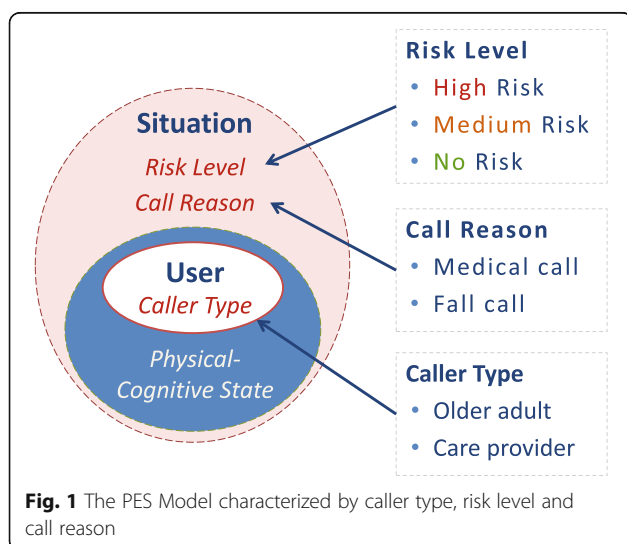 Situation
Risk Level
Call Reason
User
Caller Type
Physical-
Cognitive State
Risk Level
• High Risk
• Medium Risk
• No Risk
Call Reason
• Medical call
• Fall call
Caller Type
• Older adult
• Care provider
Fig. 1 The PES Model characterized by caller type, risk level and
call reason